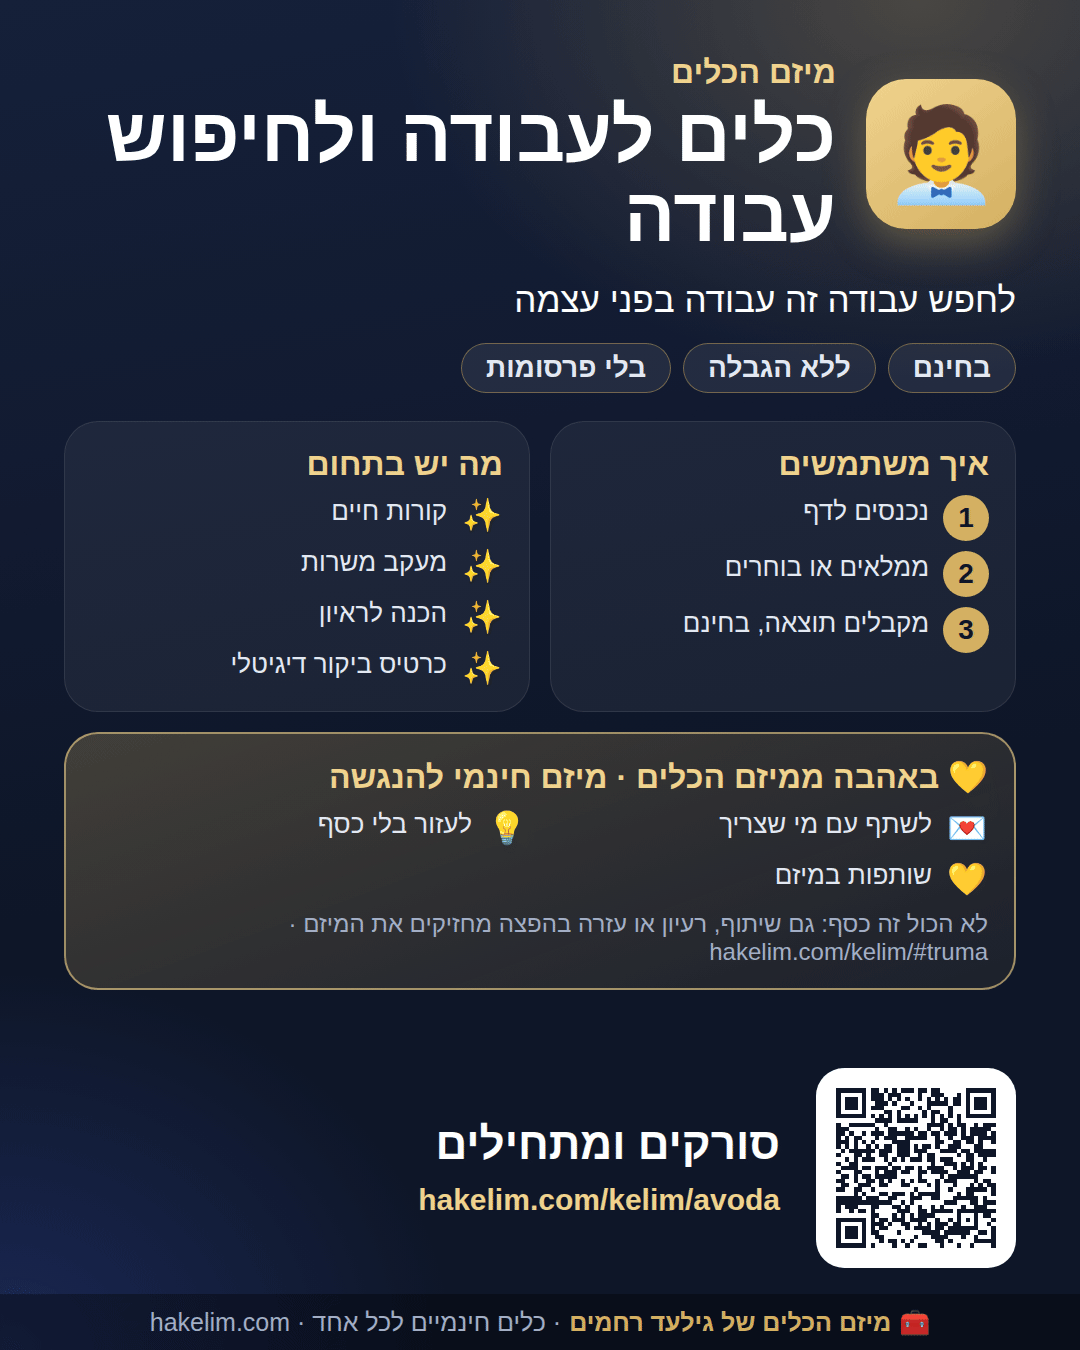 מיזם הכלים
כלים לעבודה ולחיפוש
עבודה
לחפש עבודה זה עבודה בפני עצמה
בחינם
ללא הגבלה
בלי פרסומות
איך משתמשים
1 נכנסים לדף
2 ממלאים או בוחרים
3 מקבלים תוצאה, בחינם
מה יש בתחום
קורות חיים
מעקב משרות
הכנה לראיון
כרטיס ביקור דיגיטלי
באהבה ממיזם הכלים · מיזם חינמי להנגשה
לשתף עם מי שצריך
לעזור בלי כסף
שותפות במיזם
לא הכול זה כסף: גם שיתוף, רעיון או עזרה בהפצה מחזיקים את המיזם ·
hakelim.com/kelim/#truma
סורקים ומתחילים
hakelim.com/kelim/avoda
מיזם הכלים של גילעד רחמים · כלים חינמיים לכל אחד · hakelim.com